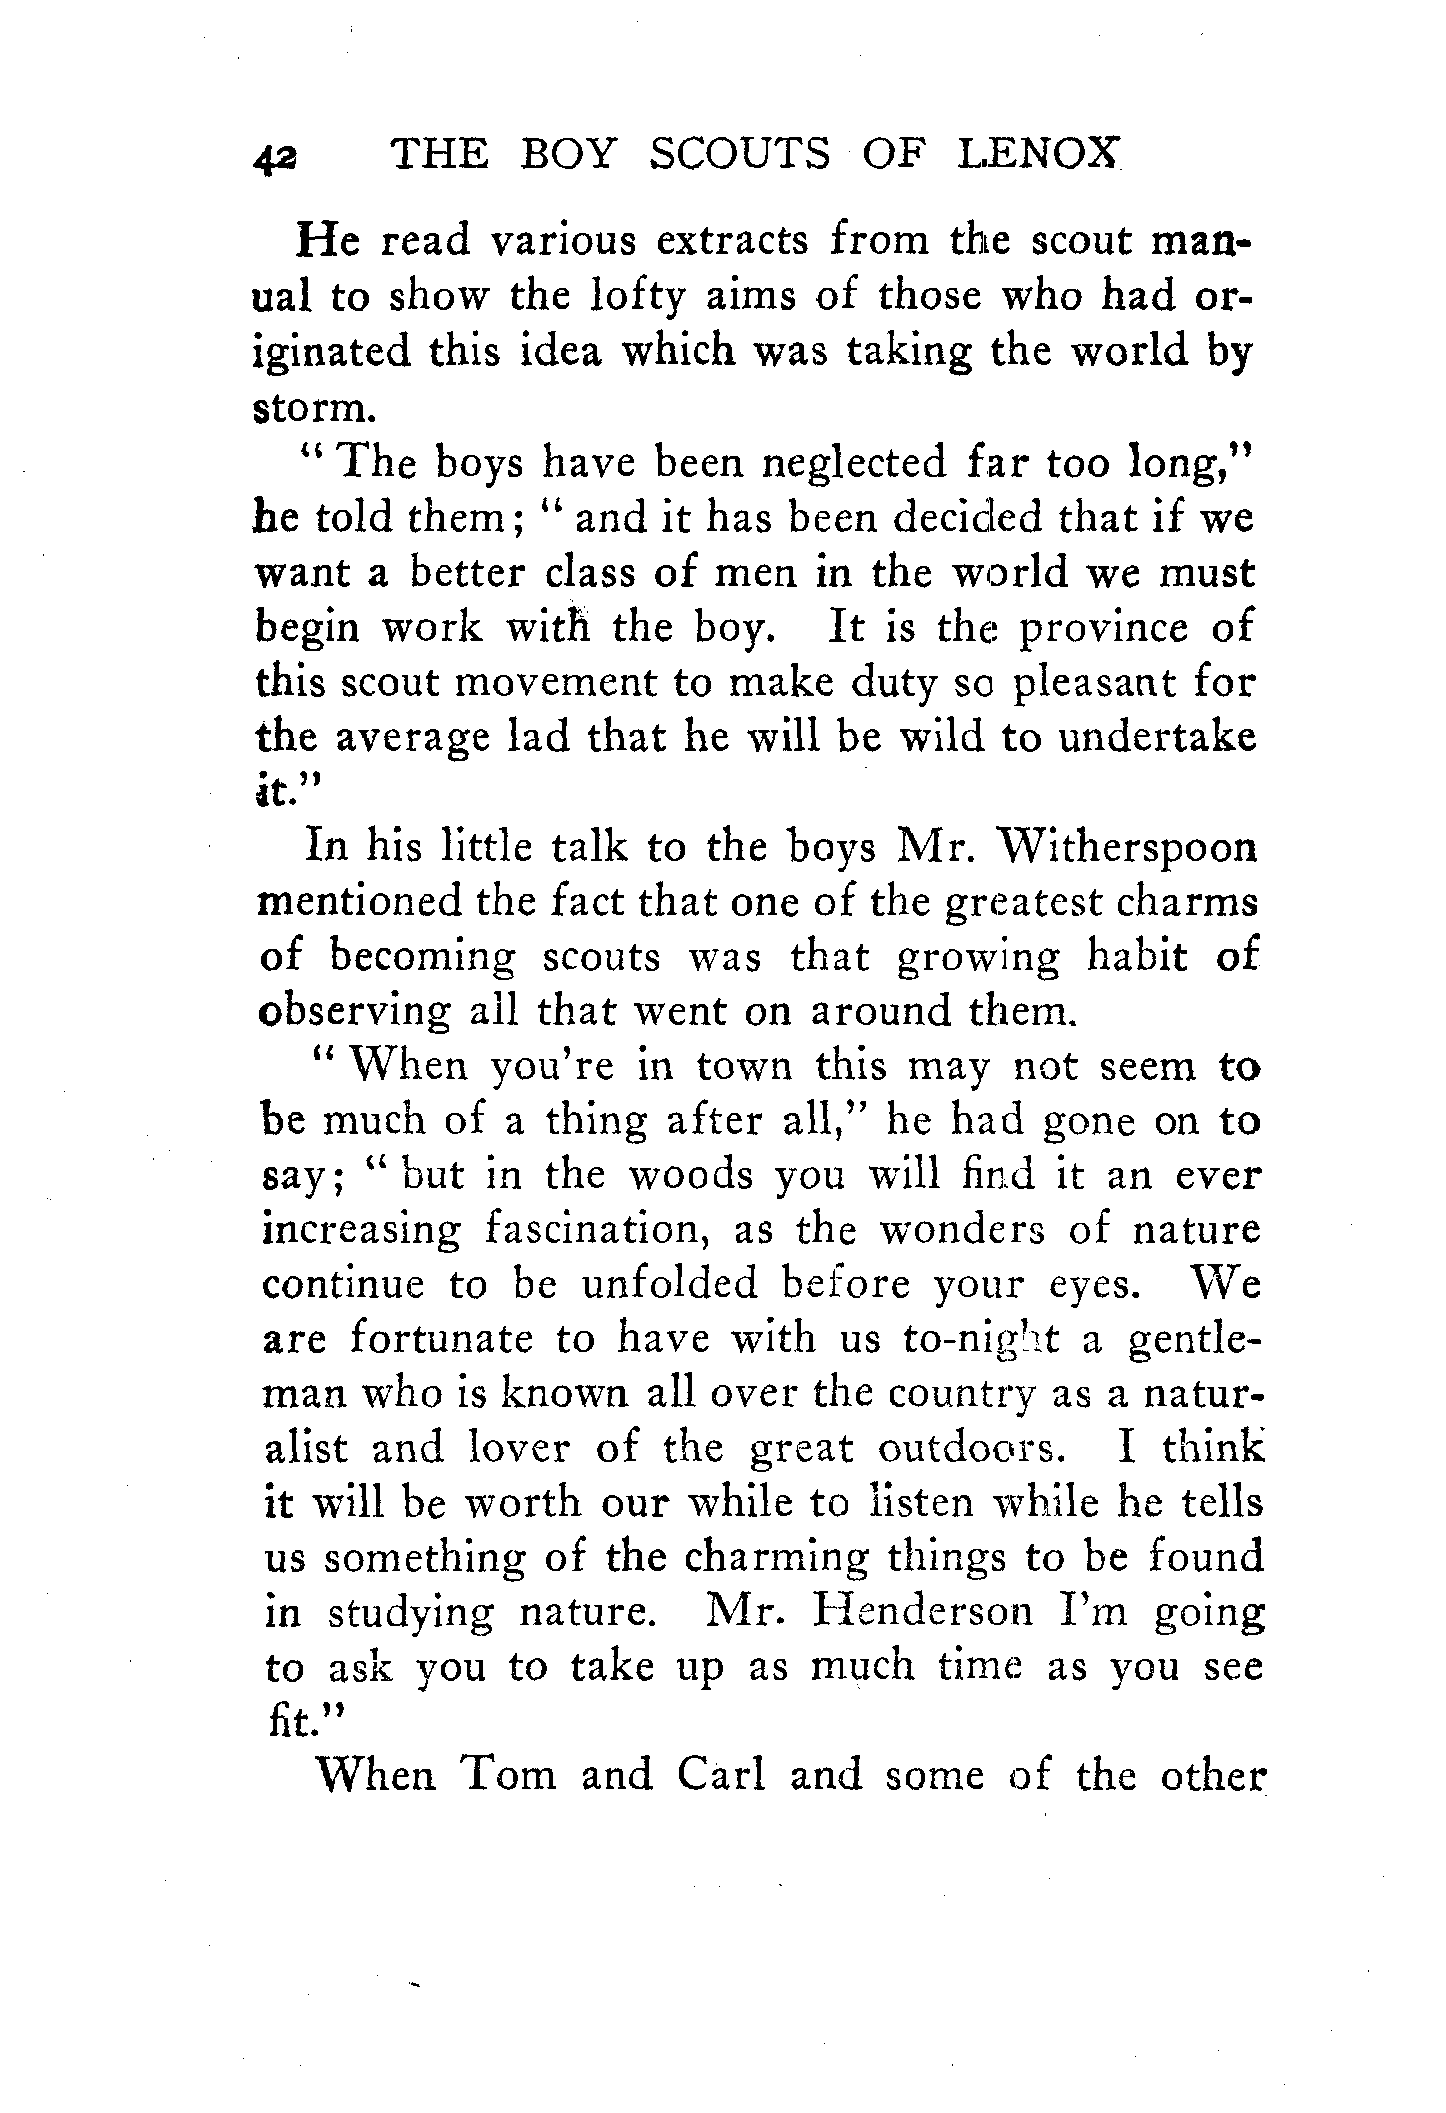 42 THE BOY SCOUTS OF LENOX
He read various extracts from the scout man-
ual to show the lofty aims of those who had or-
iginated this idea which was taking the world by
storm.
" The boys have been neglected far too long,"
he told them; " and it has been decided that if we
want a better class of men in the world we must
begin work with the boy. It is the province of
this scout movement to make duty so pleasant for
the average lad that he will be wild to undertake
it."
In his little talk to the boys Mr. Witherspoon
mentioned the fact that one of the greatest charms
of becoming scouts was that growing habit of
observing all that went on around them.
" When you're in town this may not seem to
be much of a thing after all," he had gone on to
say; " but in the woods you will find it an ever
increasing fascination, as the wonders of nature
continue to be unfolded before your eyes. We
are fortunate to have with us to-night a gentle-
man who is known all over the country as a natur-
alist and lover of the great outdoors. I think
it will be worth our while to listen while he tells
us something of the charming things to be found
in studying nature. Mr. Henderson I'm going
to ask you to take up as much time as you see
fit."
When Tom and Carl and some of the other